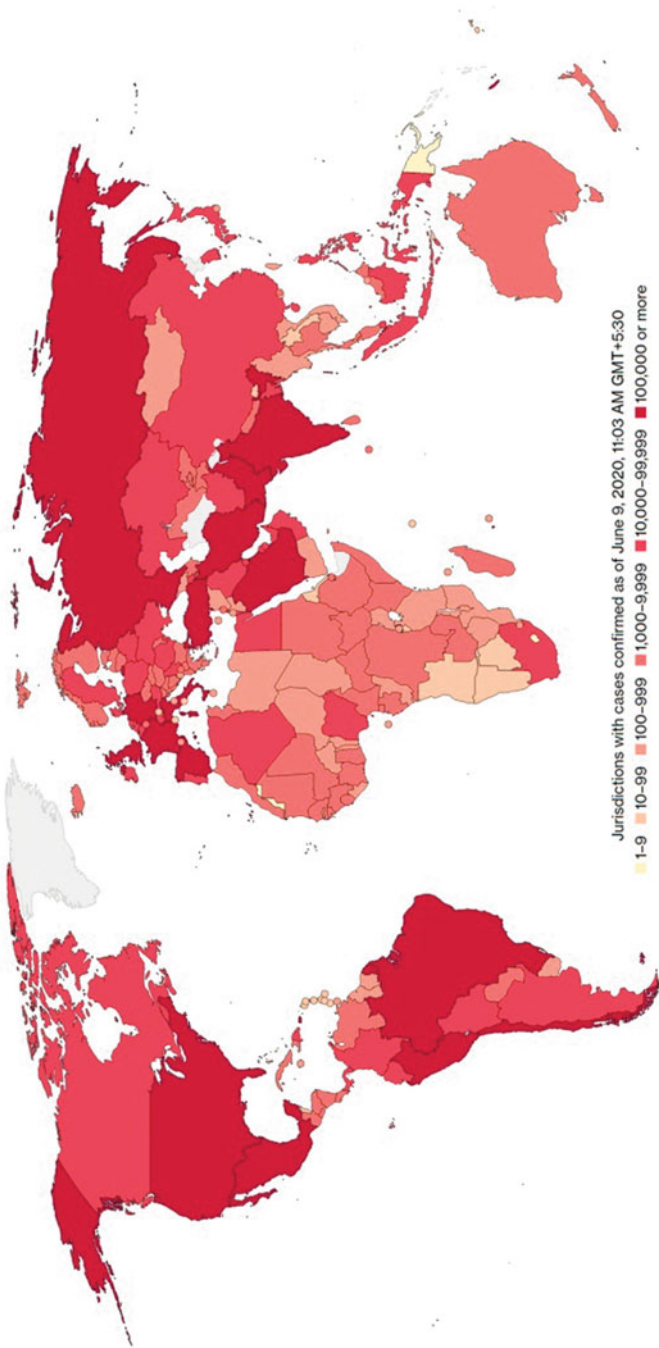 Jurisdictions with cases confirmed as of June 9, 2020, 11:03 AM GMT+5:30
1–9 10–99 100–999 1,000–9,999 10,000–99,999 100,000 or more